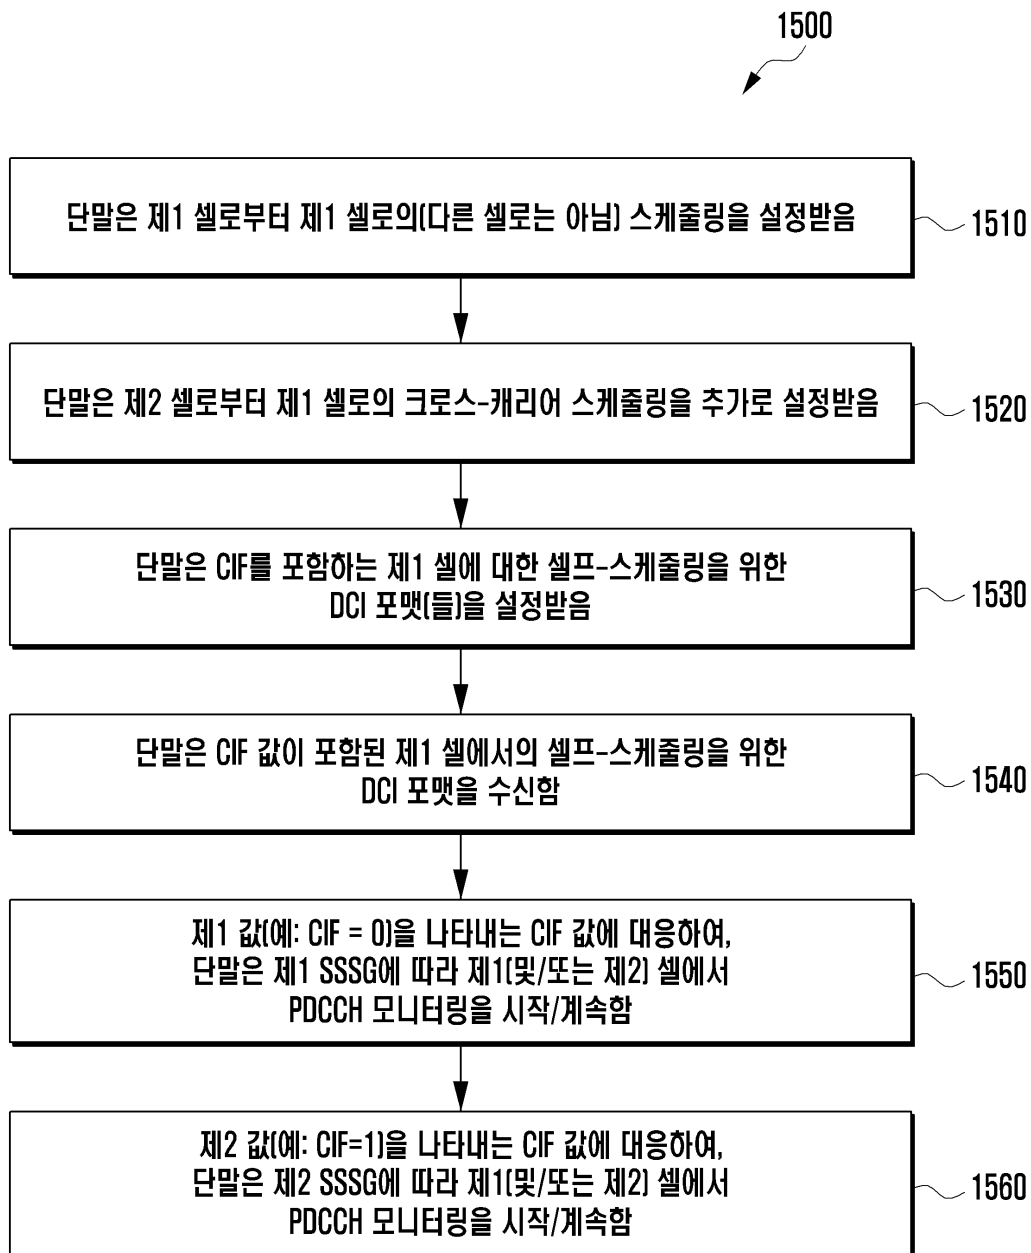 1500
단말은 제1 셀로부터 제1 셀로의(다른 셀로는 아님) 스케줄링을 설정받음
1510
단말은 제2 셀로부터 제1 셀로의 크로스-캐리어 스케줄링을 추가로 설정받음
1520
단말은 CIF를 포함하는 제1 셀에 대한 셀프-스케줄링을 위한
DCI 포맷(들)을 설정받음
1530
단말은 CIF 값이 포함된 제1 셀에서의 셀프-스케줄링을 위한
DCI 포맷을 수신함
1540
제1 값(예: CIF = 0)을 나타내는 CIF 값에 대응하여,
단말은 제1 SSSG에 따라 제1(및/또는 제2) 셀에서
PDCCH 모니터링을 시작/계속함
1550
제2 값(예: CIF=1)을 나타내는 CIF 값에 대응하여,
단말은 제2 SSSG에 따라 제1(및/또는 제2) 셀에서
PDCCH 모니터링을 시작/계속함
1560